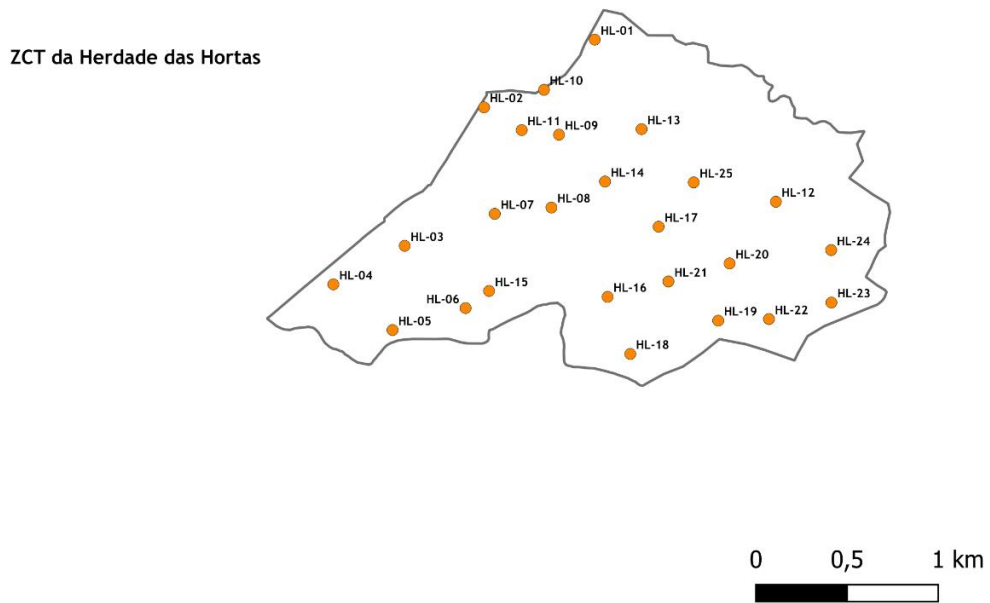 HL-01
ZCT da Herdade das Hortas
HL-10
HL-02
HL-11
HL-09
HL-13
HL-14
HL-25
HL-12
HL-08
HL-07
HL-17
HL-03
HL-24
HL-20
HL-21
HL-04
HL-15
HL-16
HL-23
HL-06
HL-19
HL-22
HL-05
HL-18
0 0,5 1 km